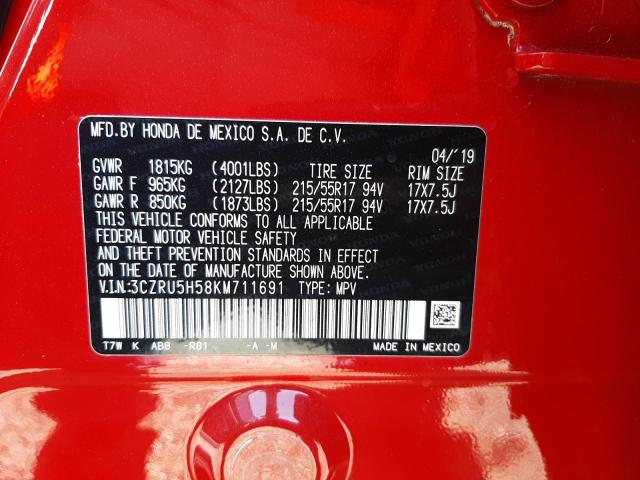 MFD.BY HONDA DE MEXICO S.A. DE C.V.
04/'19
GVWR 1815KG (4001LBS) TIRE SIZE RIM SIZE
GAWR F 965KG (2127LBS) 215/55R17 94V 17X7.5J
GAWR R 850KG (1873LBS) 215/55R17 94V 17X7.5J
THIS VEHICLE CONFORMS TO ALL APPLICABLE
FEDERAL MOTOR VEHICLE SAFETY
AND THEFT PREVENTION STANDARDS IN EFFECT
ON THE DATE OF MANUFACTURE SHOWN ABOVE.
V.I.N:3CZRU5H58KM711691 TYPE: MPV
T7W K AB8 -R81 -A -M MADE IN MEXICO